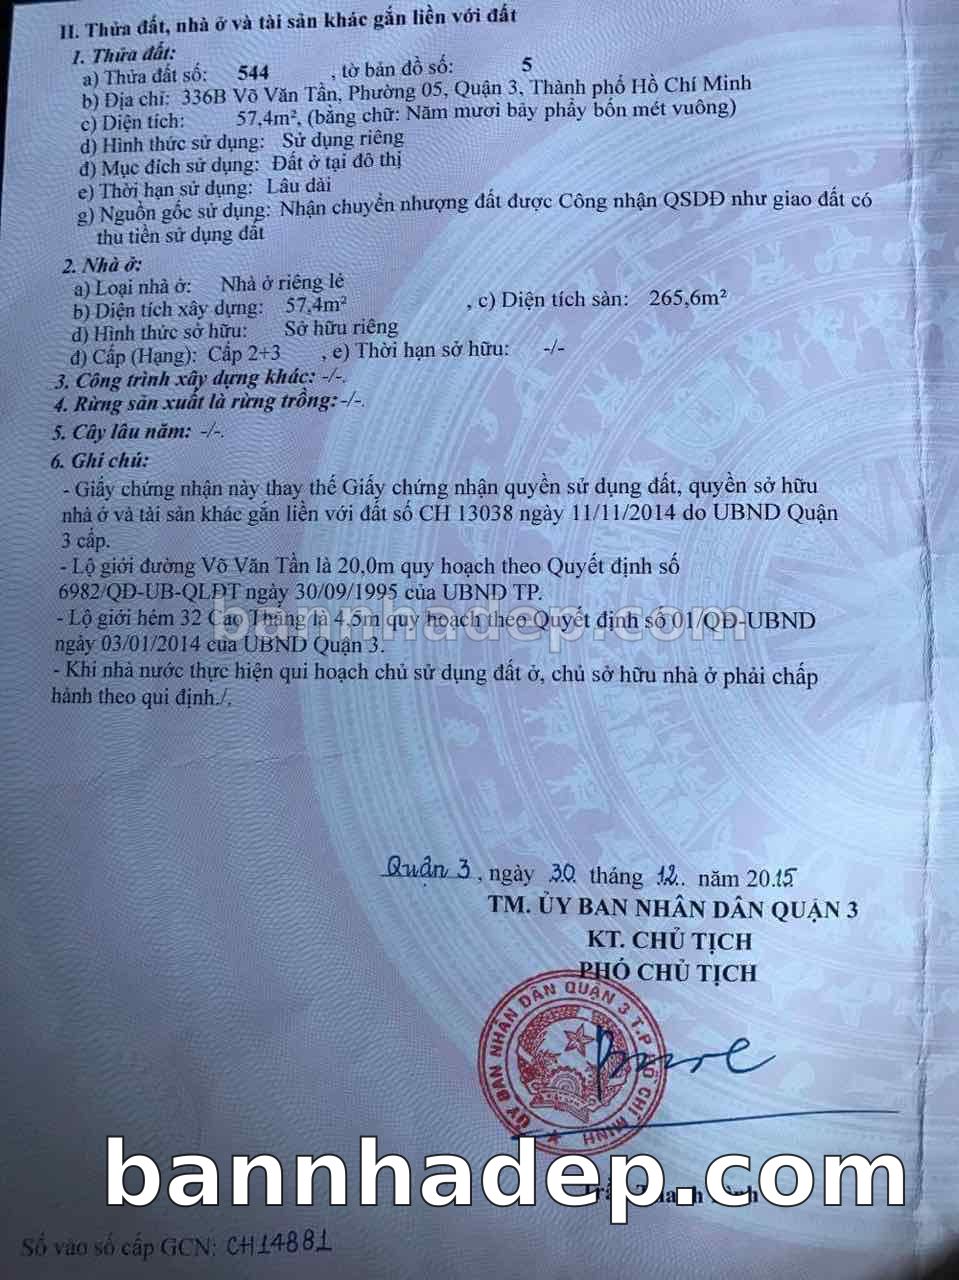 II. Thửa đất, nhà ở và tài sản khác gắn liền với đất
1. Thửa đất:
a) Thửa đất số: 544 , tờ bản đồ số: 5
b) Địa chỉ: 336B Võ Văn Tần, Phường 05, Quận 3, Thành phố Hồ Chí Minh
c) Diện tích: 57,4m², (bằng chữ: Năm mươi bảy phẩy bốn mét vuông)
d) Hình thức sử dụng: Sử dụng riêng
đ) Mục đích sử dụng: Đất ở tại đô thị
e) Thời hạn sử dụng: Lâu dài
g) Nguồn gốc sử dụng: Nhận chuyển nhượng đất được Công nhận QSDĐ như giao đất có
thu tiền sử dụng đất
2. Nhà ở:
a) Loại nhà ở: Nhà ở riêng lẻ
b) Diện tích xây dựng: 57,4m² , c) Diện tích sàn: 265,6m²
d) Hình thức sở hữu: Sở hữu riêng
đ) Cấp (Hạng): Cấp 2+3 , e) Thời hạn sở hữu: -/-
3. Công trình xây dựng khác: -/-.
4. Rừng sản xuất là rừng trồng: -/-.
5. Cây lâu năm: -/-.
6. Ghi chú:
- Giấy chứng nhận này thay thế Giấy chứng nhận quyền sử dụng đất, quyền sở hữu
nhà ở và tài sản khác gắn liền với đất số CH 13038 ngày 11/11/2014 do UBND Quận
3 cấp.
- Lộ giới đường Võ Văn Tần là 20,0m quy hoạch theo Quyết định số
6982/QĐ-UB-QLĐT ngày 30/09/1995 của UBND TP.
- Lộ giới hẻm 32 Cao Thắng là 4,5m quy hoạch theo Quyết định số 01/QĐ-UBND
bannhadep.com
ngày 03/01/2014 của UBND Quận 3.
- Khi nhà nước thực hiện qui hoạch chủ sử dụng đất ở, chủ sở hữu nhà ở phải chấp
hành theo qui định./.
Quận 3, ngày 30 tháng 12. năm 2015
TM. ỦY BAN NHÂN DÂN QUẬN 3
KT. CHỦ TỊCH
PHÓ CHỦ TỊCH
ỦY BAN NHÂN DÂN QUẬN 3 T.P HỒ CHÍ MINH
bannhadep.com
Số vào sổ cấp GCN: CH14881